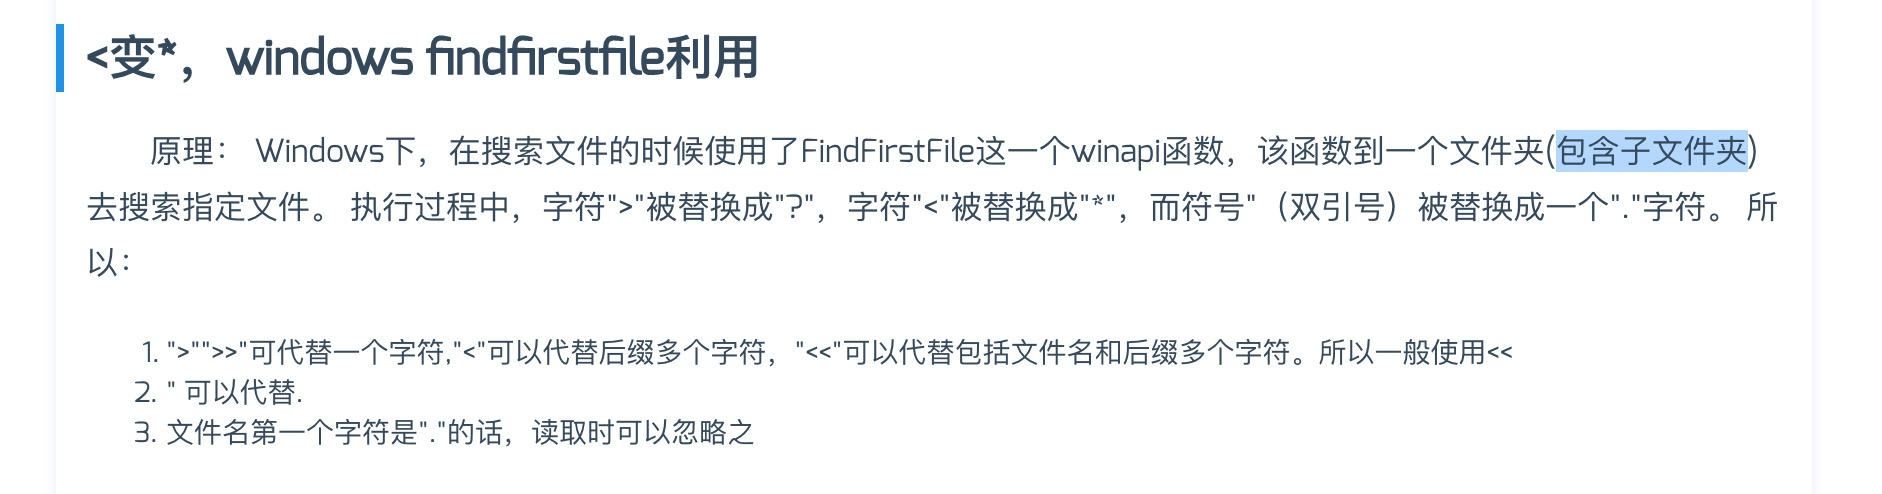 <变*，windows findfirstfile利用
原理： Windows下，在搜索文件的时候使用了FindFirstFile这一个winapi函数，该函数到一个文件夹(包含子文件夹)
去搜索指定文件。 执行过程中，字符">"被替换成"?"，字符"<"被替换成"*"，而符号"（双引号）被替换成一个"."字符。 所
以：
1. ">"">>"可代替一个字符,"<"可以代替后缀多个字符，"<<"可以代替包括文件名和后缀多个字符。所以一般使用<<
2. " 可以代替.
3. 文件名第一个字符是"."的话，读取时可以忽略之